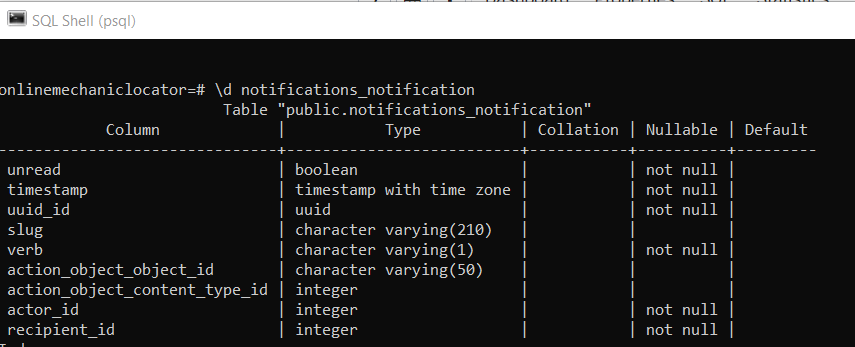 SQL Shell (psql)
onlinemechaniclocator=# \d notifications_notification
Table "public.notifications_notification"
Column | Type | Collation | Nullable | Default
-------------------------------+--------------------------+-----------+----------+---------
unread | boolean | | not null |
timestamp | timestamp with time zone | | not null |
uuid_id | uuid | | not null |
slug | character varying(210) | | |
verb | character varying(1) | | not null |
action_object_object_id | character varying(50) | | |
action_object_content_type_id | integer | | |
actor_id | integer | | not null |
recipient_id | integer | | not null |